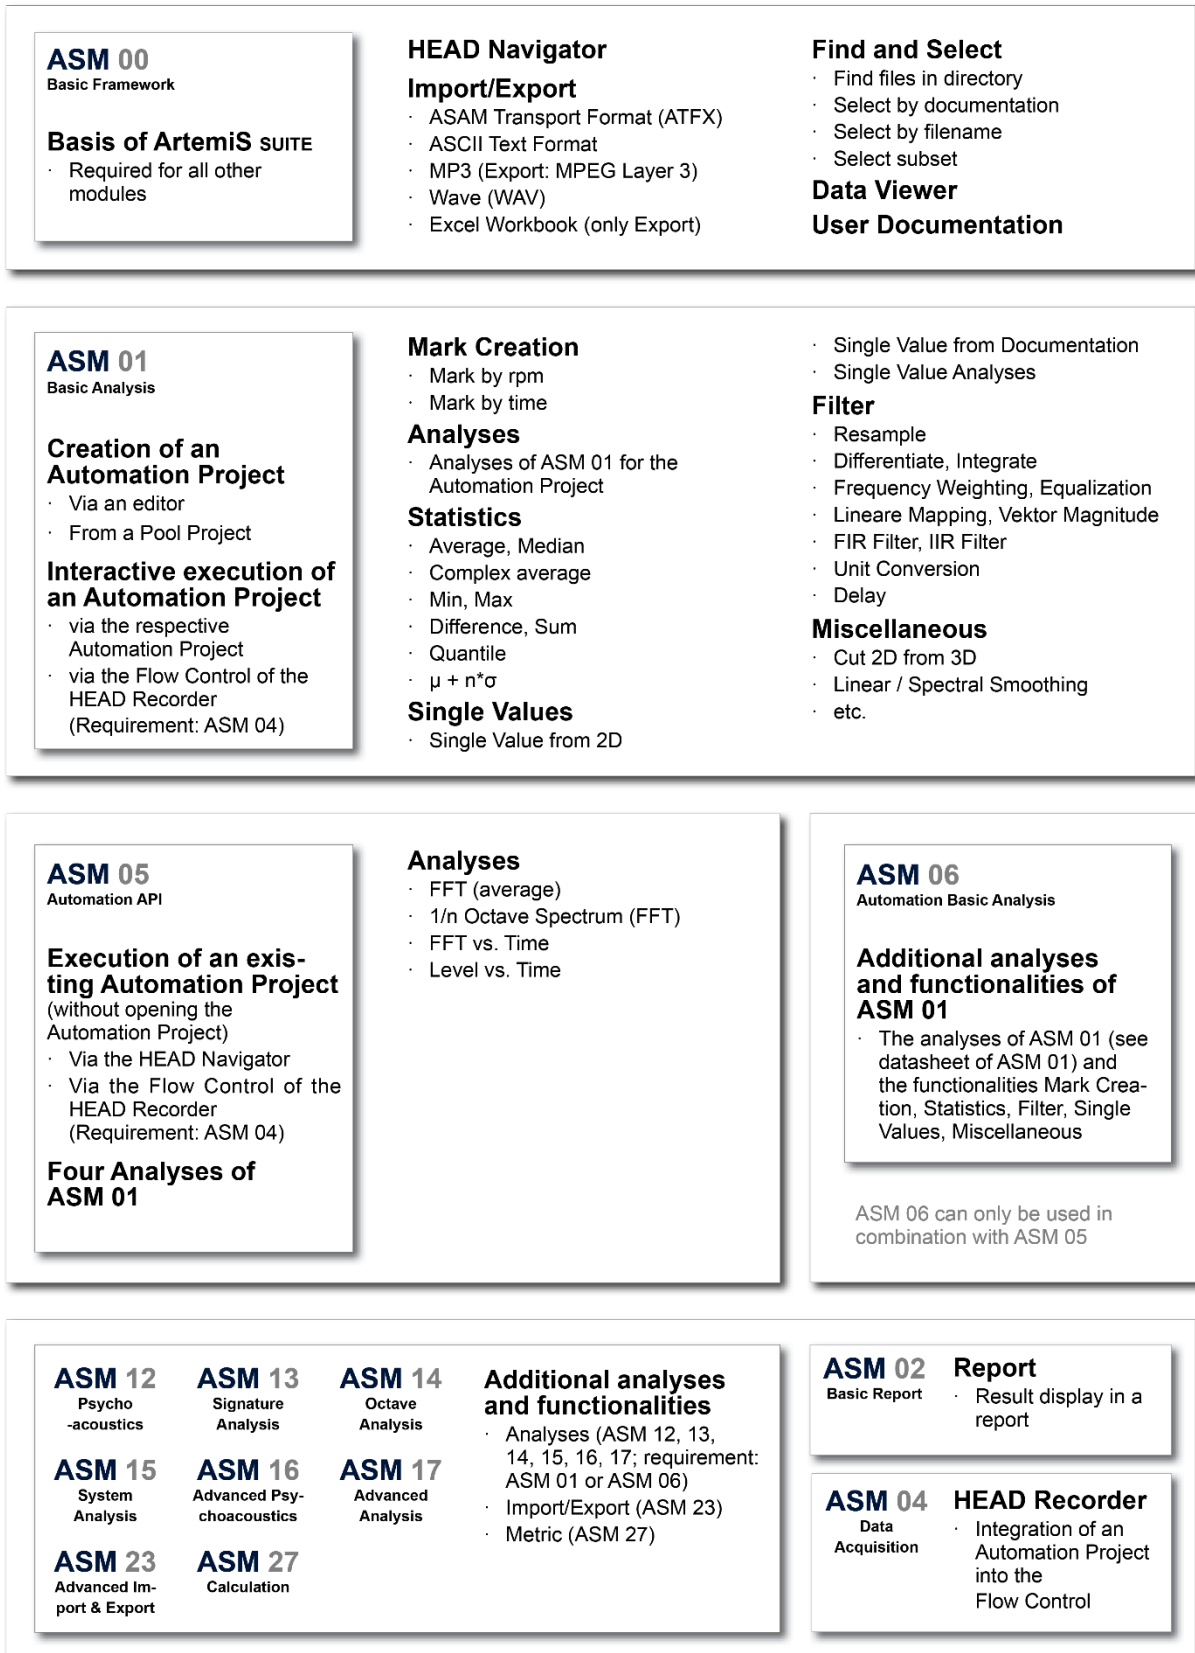 ASM 00
Basic Framework
Basis of ArtemiS SUITE
· Required for all other
modules
HEAD Navigator
Import/Export
· ASAM Transport Format (ATFX)
· ASCII Text Format
· MP3 (Export: MPEG Layer 3)
· Wave (WAV)
· Excel Workbook (only Export)
Find and Select
· Find files in directory
· Select by documentation
· Select by filename
· Select subset
Data Viewer
User Documentation
ASM 01
Basic Analysis
Creation of an
Automation Project
· Via an editor
· From a Pool Project
Interactive execution of
an Automation Project
· via the respective
Automation Project
· via the Flow Control of the
HEAD Recorder
(Requirement: ASM 04)
Mark Creation
· Mark by rpm
· Mark by time
Analyses
· Analyses of ASM 01 for the
Automation Project
Statistics
· Average, Median
· Complex average
· Min, Max
· Difference, Sum
· Quantile
· μ + n*σ
Single Values
· Single Value from 2D
· Single Value from Documentation
· Single Value Analyses
Filter
· Resample
· Differentiate, Integrate
· Frequency Weighting, Equalization
· Lineare Mapping, Vektor Magnitude
· FIR Filter, IIR Filter
· Unit Conversion
· Delay
Miscellaneous
· Cut 2D from 3D
· Linear / Spectral Smoothing
· etc.
ASM 05
Automation API
Execution of an exis-
ting Automation Project
(without opening the
Automation Project)
· Via the HEAD Navigator
· Via the Flow Control of the
HEAD Recorder
(Requirement: ASM 04)
Four Analyses of
ASM 01
Analyses
· FFT (average)
· 1/n Octave Spectrum (FFT)
· FFT vs. Time
· Level vs. Time
ASM 06
Automation Basic Analysis
Additional analyses
and functionalities of
ASM 01
· The analyses of ASM 01 (see
datasheet of ASM 01) and
the functionalities Mark Crea-
tion, Statistics, Filter, Single
Values, Miscellaneous
ASM 06 can only be used in
combination with ASM 05
ASM 12
Psycho
-acoustics
ASM 13
Signature
Analysis
ASM 14
Octave
Analysis
ASM 15
System
Analysis
ASM 16
Advanced Psy-
choacoustics
ASM 17
Advanced
Analysis
ASM 23
Advanced Im-
port & Export
ASM 27
Calculation
Additional analyses
and functionalities
· Analyses (ASM 12, 13,
14, 15, 16, 17; requirement:
ASM 01 or ASM 06)
· Import/Export (ASM 23)
· Metric (ASM 27)
ASM 02
Basic Report
Report
· Result display in a
report
ASM 04
Data
Acquisition
HEAD Recorder
· Integration of an
Automation Project
into the
Flow Control